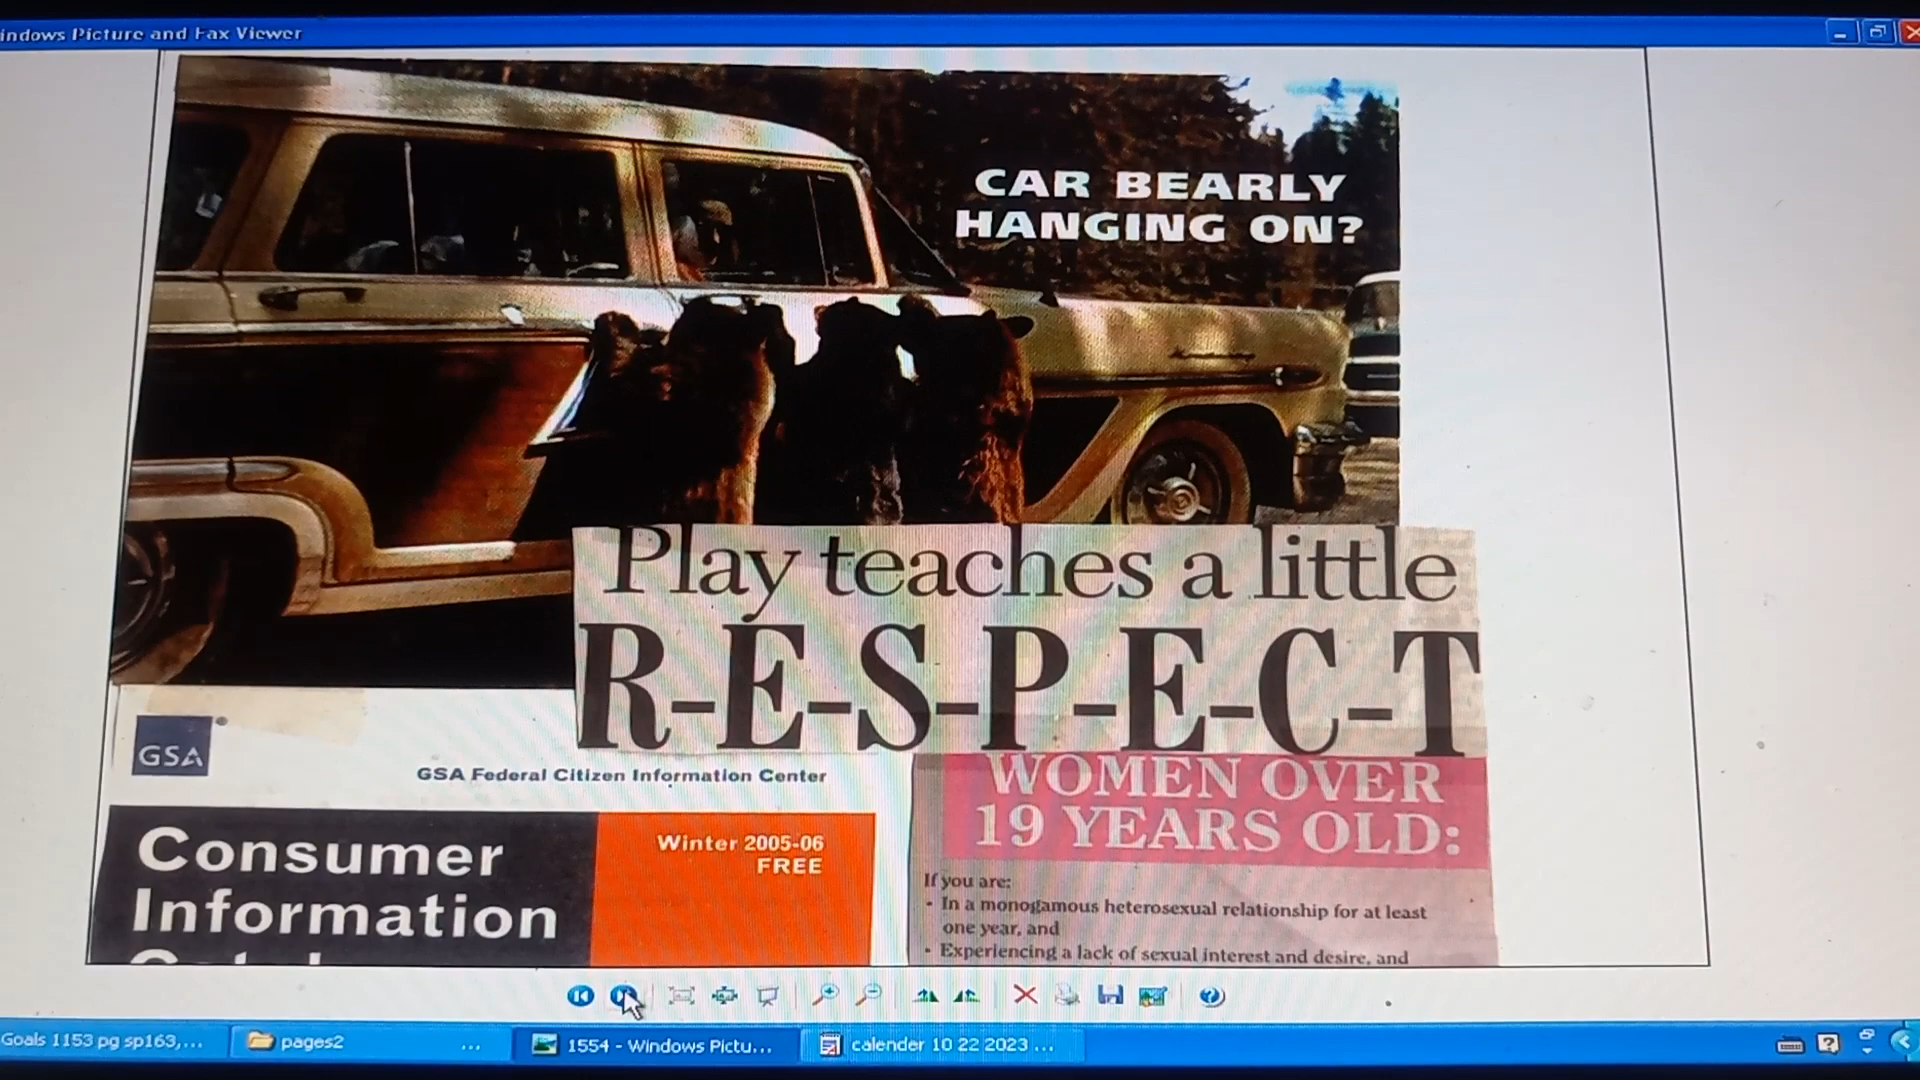 indows Picture and Fax Viewer
CAR BEARLY
HANGING ON?
Play teaches a little
R-E-S-P-E-C-T
GSA
GSA Federal Citizen Information Center
Consumer
Information
Winter 2005-06
FREE
WOMEN OVER
19 YEARS OLD:
If you are:
- In a monogamous heterosexual relationship for at least
one year, and
- Experiencing a lack of sexual interest and desire, and
Goals 1153 pg sp163,...
pages2 ...
1554 - Windows Pictu...
calender 10 22 2023 ...